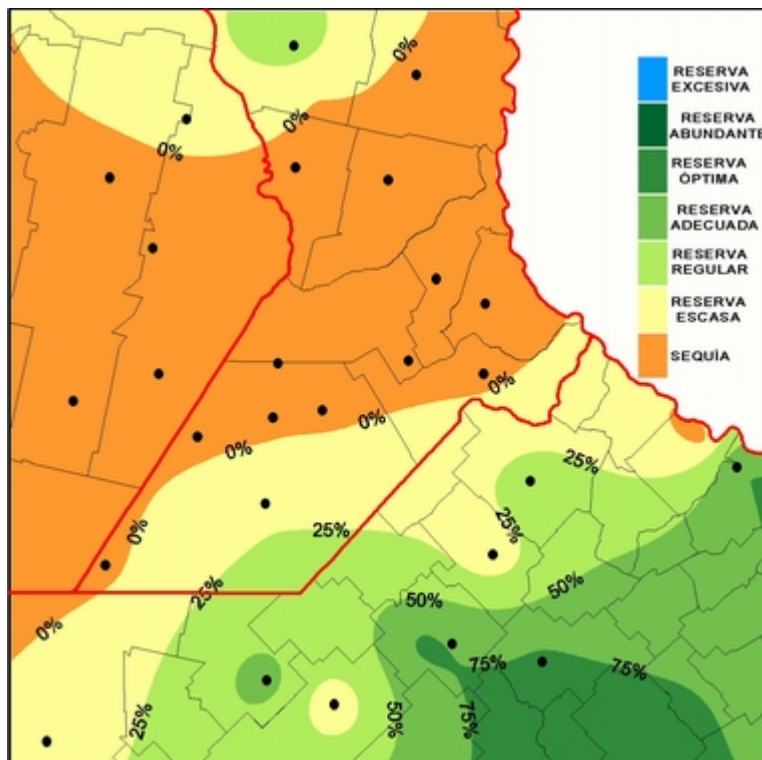 0%
0%
0%
RESERVA
EXCESIVA
RESERVA
ABUNDANTE
RESERVA
ÓPTIMA
RESERVA
ADECUADA
RESERVA
REGULAR
RESERVA
ESCASA
SEQUÌA
0%
0%
0%
25%
25%
0%
25%
50%
25%
50%
0%
75%
75%
25%
50%
75%